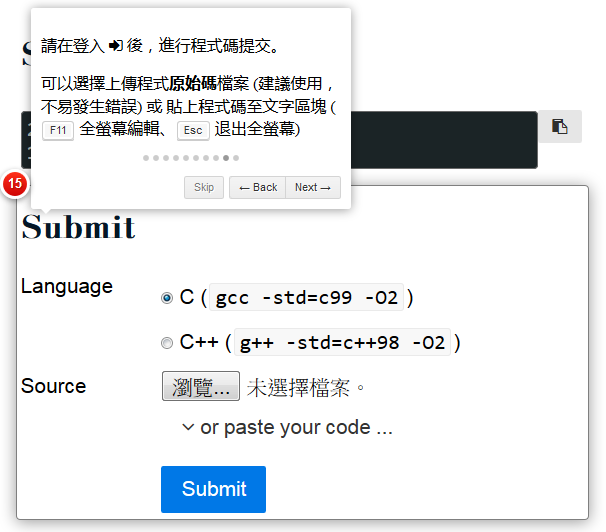 請在登入 後，進行程式碼提交。
可以選擇上傳程式原始碼檔案 (建議使用，
不易發生錯誤) 或 貼上程式碼至文字區塊 (
F11 全螢幕編輯、 Esc 退出全螢幕)
Skip ← Back Next →
15
Submit
Language
C ( gcc -std=c99 -O2 )
C++ ( g++ -std=c++98 -O2 )
Source 瀏覽... 未選擇檔案。
or paste your code ...
Submit